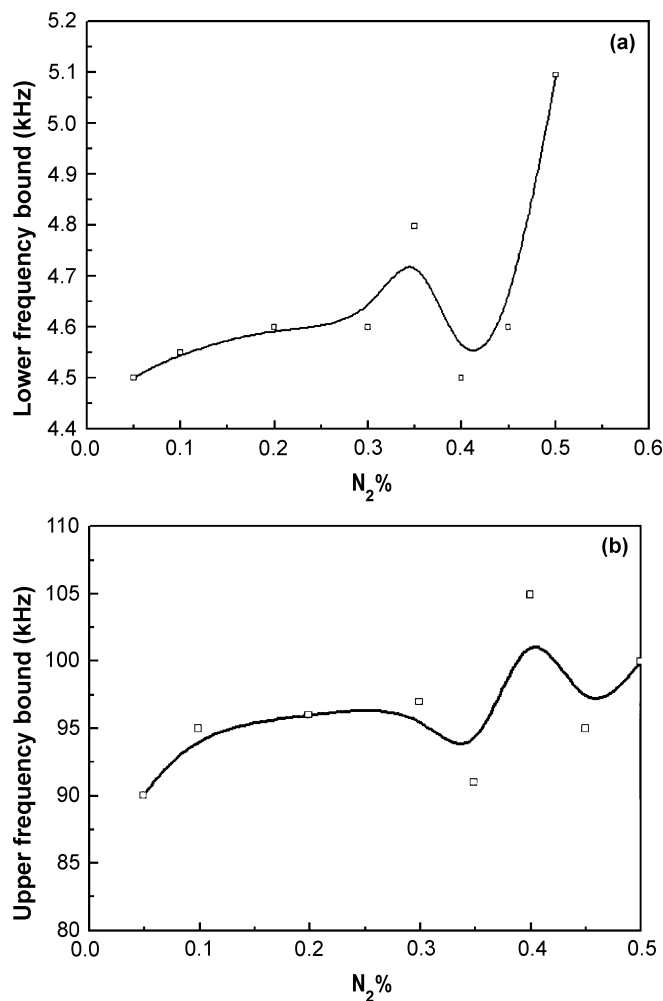 (a)
Lower frequency bound (kHz)
5.2
5.1
5.0
4.9
4.8
4.7
4.6
4.5
4.4
0.0 0.1 0.2 0.3 0.4 0.5 0.6
N₂%
(b)
Upper frequency bound (kHz)
110
105
100
95
90
85
80
0.0 0.1 0.2 0.3 0.4 0.5
N₂%